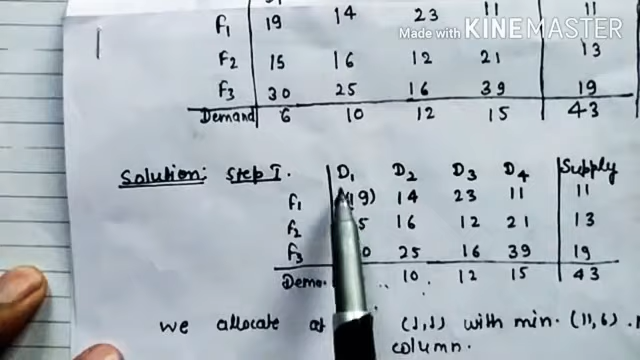 Made with KINEMASTER
F1 19 14 23 11 11
F2 15 16 12 21 13
F3 30 25 16 39 19
Demand 6 10 12 15 43
Solution: Step I. D1 D2 D3 D4 Supply
F1 (19) 14 23 11 11
F2 16 12 21 13
F3 25 16 39 19
10 12 15 43
we allocate at (1,1) with min. (11,6).
column.